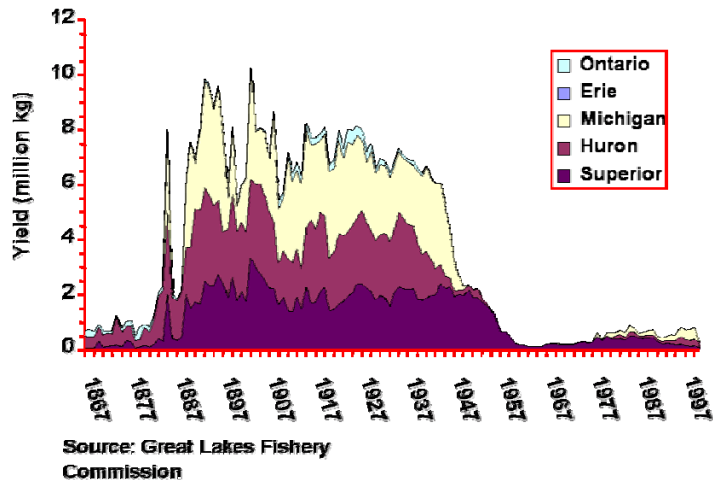 12
10
8
6
4
2
0
Yield (million kg)
Ontario
Erie
Michigan
Huron
Superior
1867
1877
1887
1897
1907
1917
1927
1937
1947
1957
1967
1977
1987
1997
Source: Great Lakes Fishery
Commission